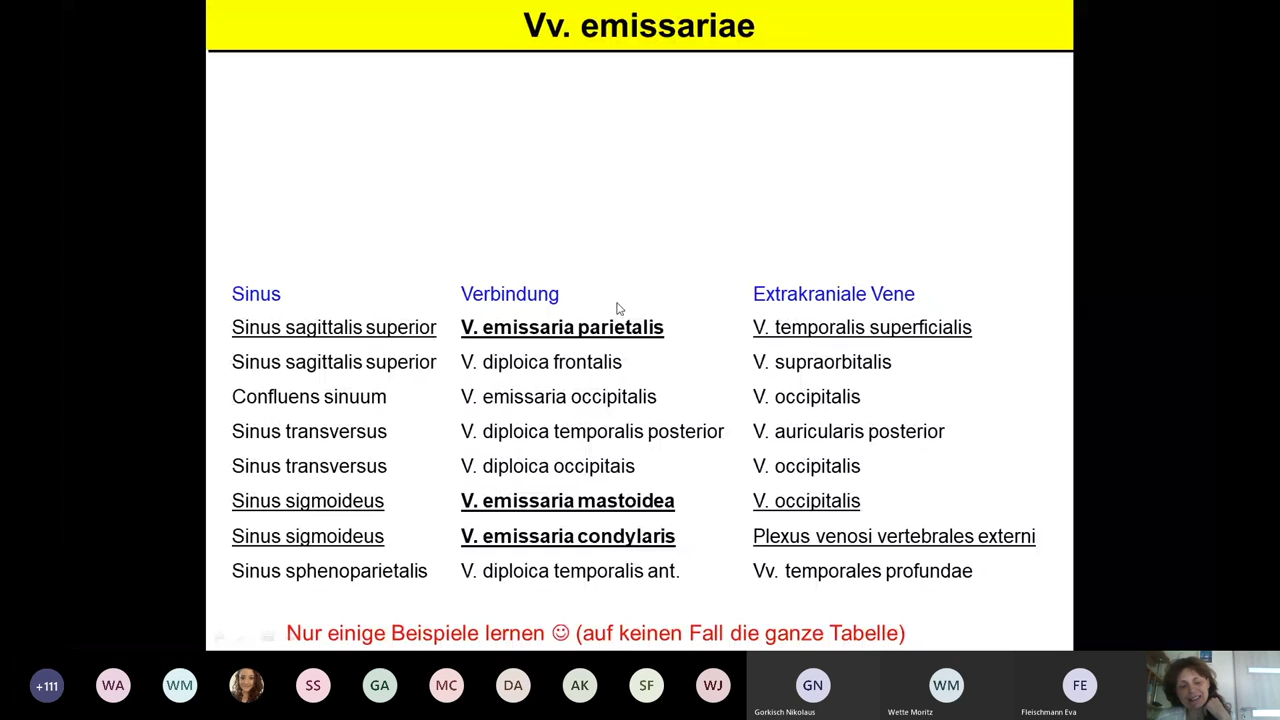 Vv. emissariae
Sinus Verbindung Extrakraniale Vene
Sinus sagittalis superior V. emissaria parietalis V. temporalis superficialis
Sinus sagittalis superior V. diploica frontalis V. supraorbitalis
Confluens sinuum V. emissaria occipitalis V. occipitalis
Sinus transversus V. diploica temporalis posterior V. auricularis posterior
Sinus transversus V. diploica occipitais V. occipitalis
Sinus sigmoideus V. emissaria mastoidea V. occipitalis
Sinus sigmoideus V. emissaria condylaris Plexus venosi vertebrales externi
Sinus sphenoparietalis V. diploica temporalis ant. Vv. temporales profundae
Nur einige Beispiele lernen ☺ (auf keinen Fall die ganze Tabelle)
+111 WA WM SS GA MC DA AK SF WJ GN WM FE
Gorkisch Nikolaus Wette Moritz Fleischmann Eva